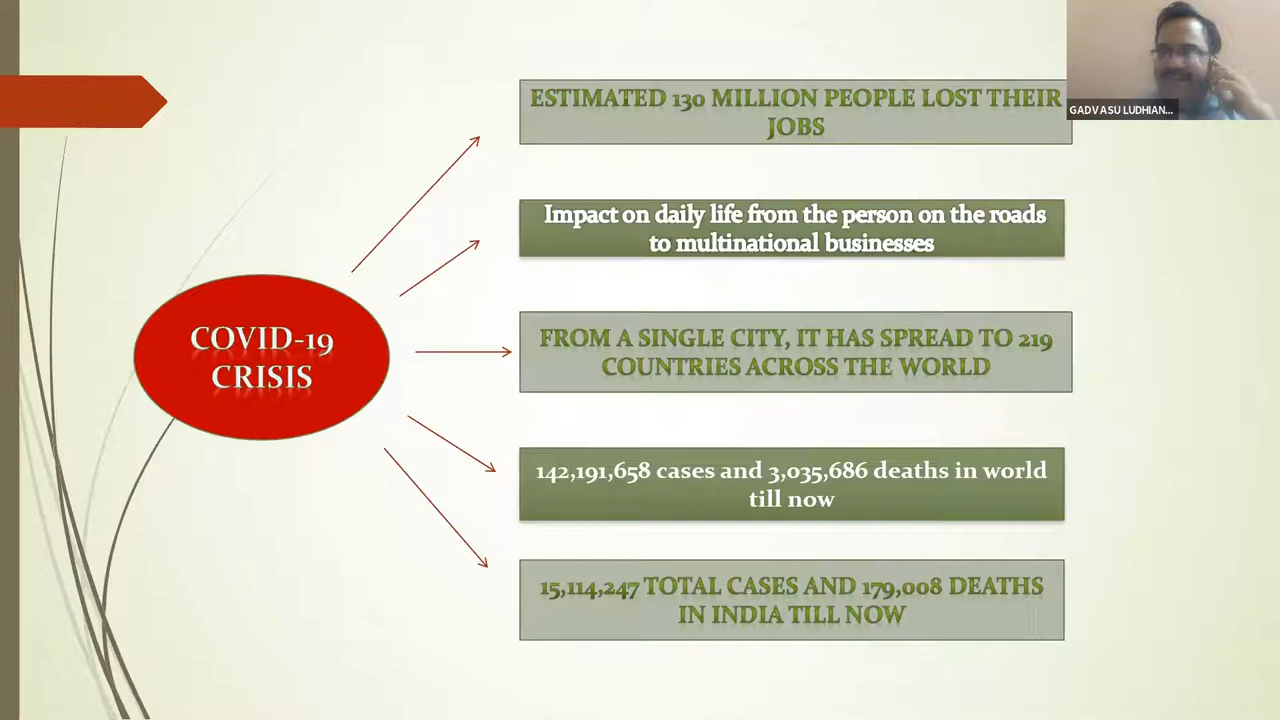 ESTIMATED 130 MILLION PEOPLE LOST THEIR
JOBS
GADVASU LUDHIAN...
Impact on daily life from the person on the roads
to multinational businesses
COVID-19
CRISIS
FROM A SINGLE CITY, IT HAS SPREAD TO 219
COUNTRIES ACROSS THE WORLD
142,191,658 cases and 3,035,686 deaths in world
till now
15,114,247 TOTAL CASES AND 179,008 DEATHS
IN INDIA TILL NOW